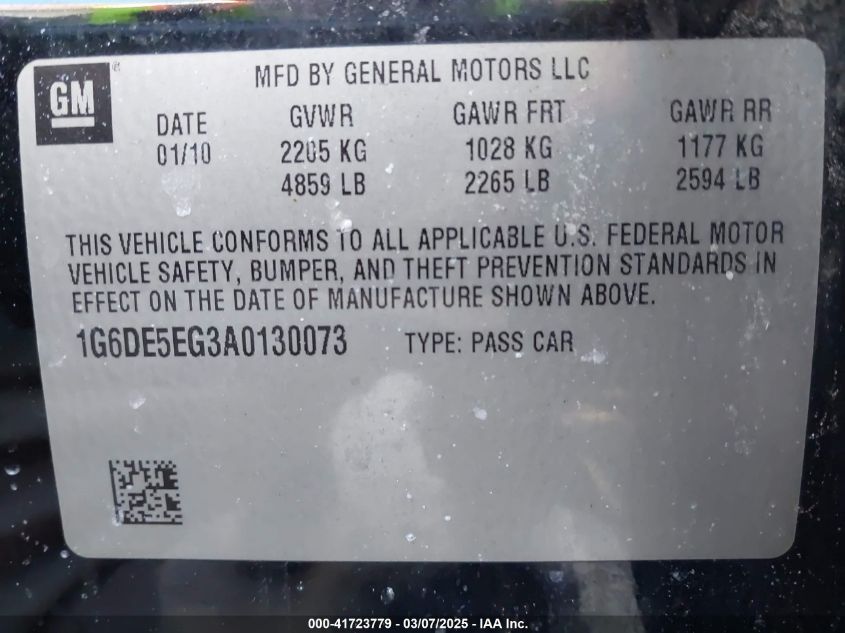 GM ®
MFD BY GENERAL MOTORS LLC
DATE GVWR GAWR FRT GAWR RR
01/10 2205 KG 1028 KG 1177 KG
4859 LB 2265 LB 2594 LB
THIS VEHICLE CONFORMS TO ALL APPLICABLE U.S. FEDERAL MOTOR
VEHICLE SAFETY, BUMPER, AND THEFT PREVENTION STANDARDS IN
EFFECT ON THE DATE OF MANUFACTURE SHOWN ABOVE.
1G6DE5EG3A0130073 TYPE: PASS CAR
000-41723779 - 03/07/2025 - IAAI Inc.